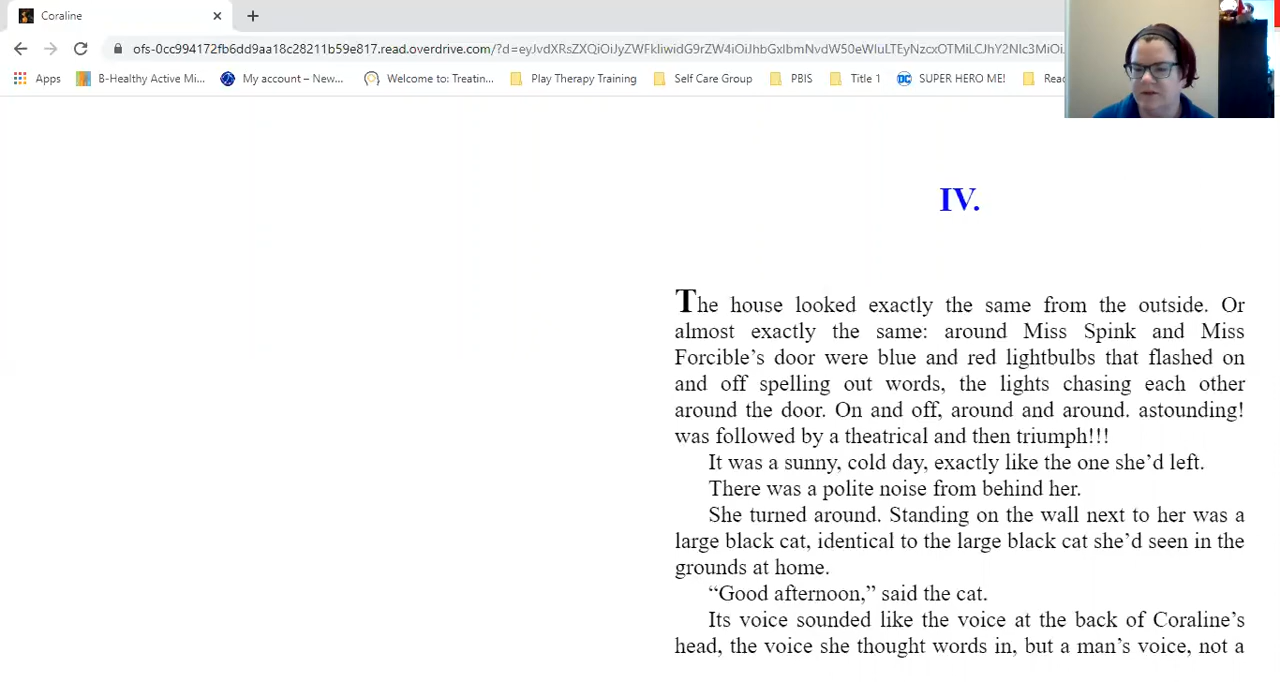 Coraline
ofs-0cc994172fb6dd9aa18c28211b59e817.read.overdrive.com/?d=eyJvdXRsZXQiOiJyZWFkIiwidG9rZW4iOiJhbGxlbmNvdW50eWluLTEyNzcxOTMiLCJhY2Nlc3MiOi
Apps B-Healthy Active Mi... My account – New... Welcome to: Treatin... Play Therapy Training Self Care Group PBIS Title 1 SUPER HERO ME! Read
IV.
The house looked exactly the same from the outside. Or
almost exactly the same: around Miss Spink and Miss
Forcible’s door were blue and red lightbulbs that flashed on
and off spelling out words, the lights chasing each other
around the door. On and off, around and around. astounding!
was followed by a theatrical and then triumph!!!
It was a sunny, cold day, exactly like the one she’d left.
There was a polite noise from behind her.
She turned around. Standing on the wall next to her was a
large black cat, identical to the large black cat she’d seen in the
grounds at home.
“Good afternoon,” said the cat.
Its voice sounded like the voice at the back of Coraline’s
head, the voice she thought words in, but a man’s voice, not a